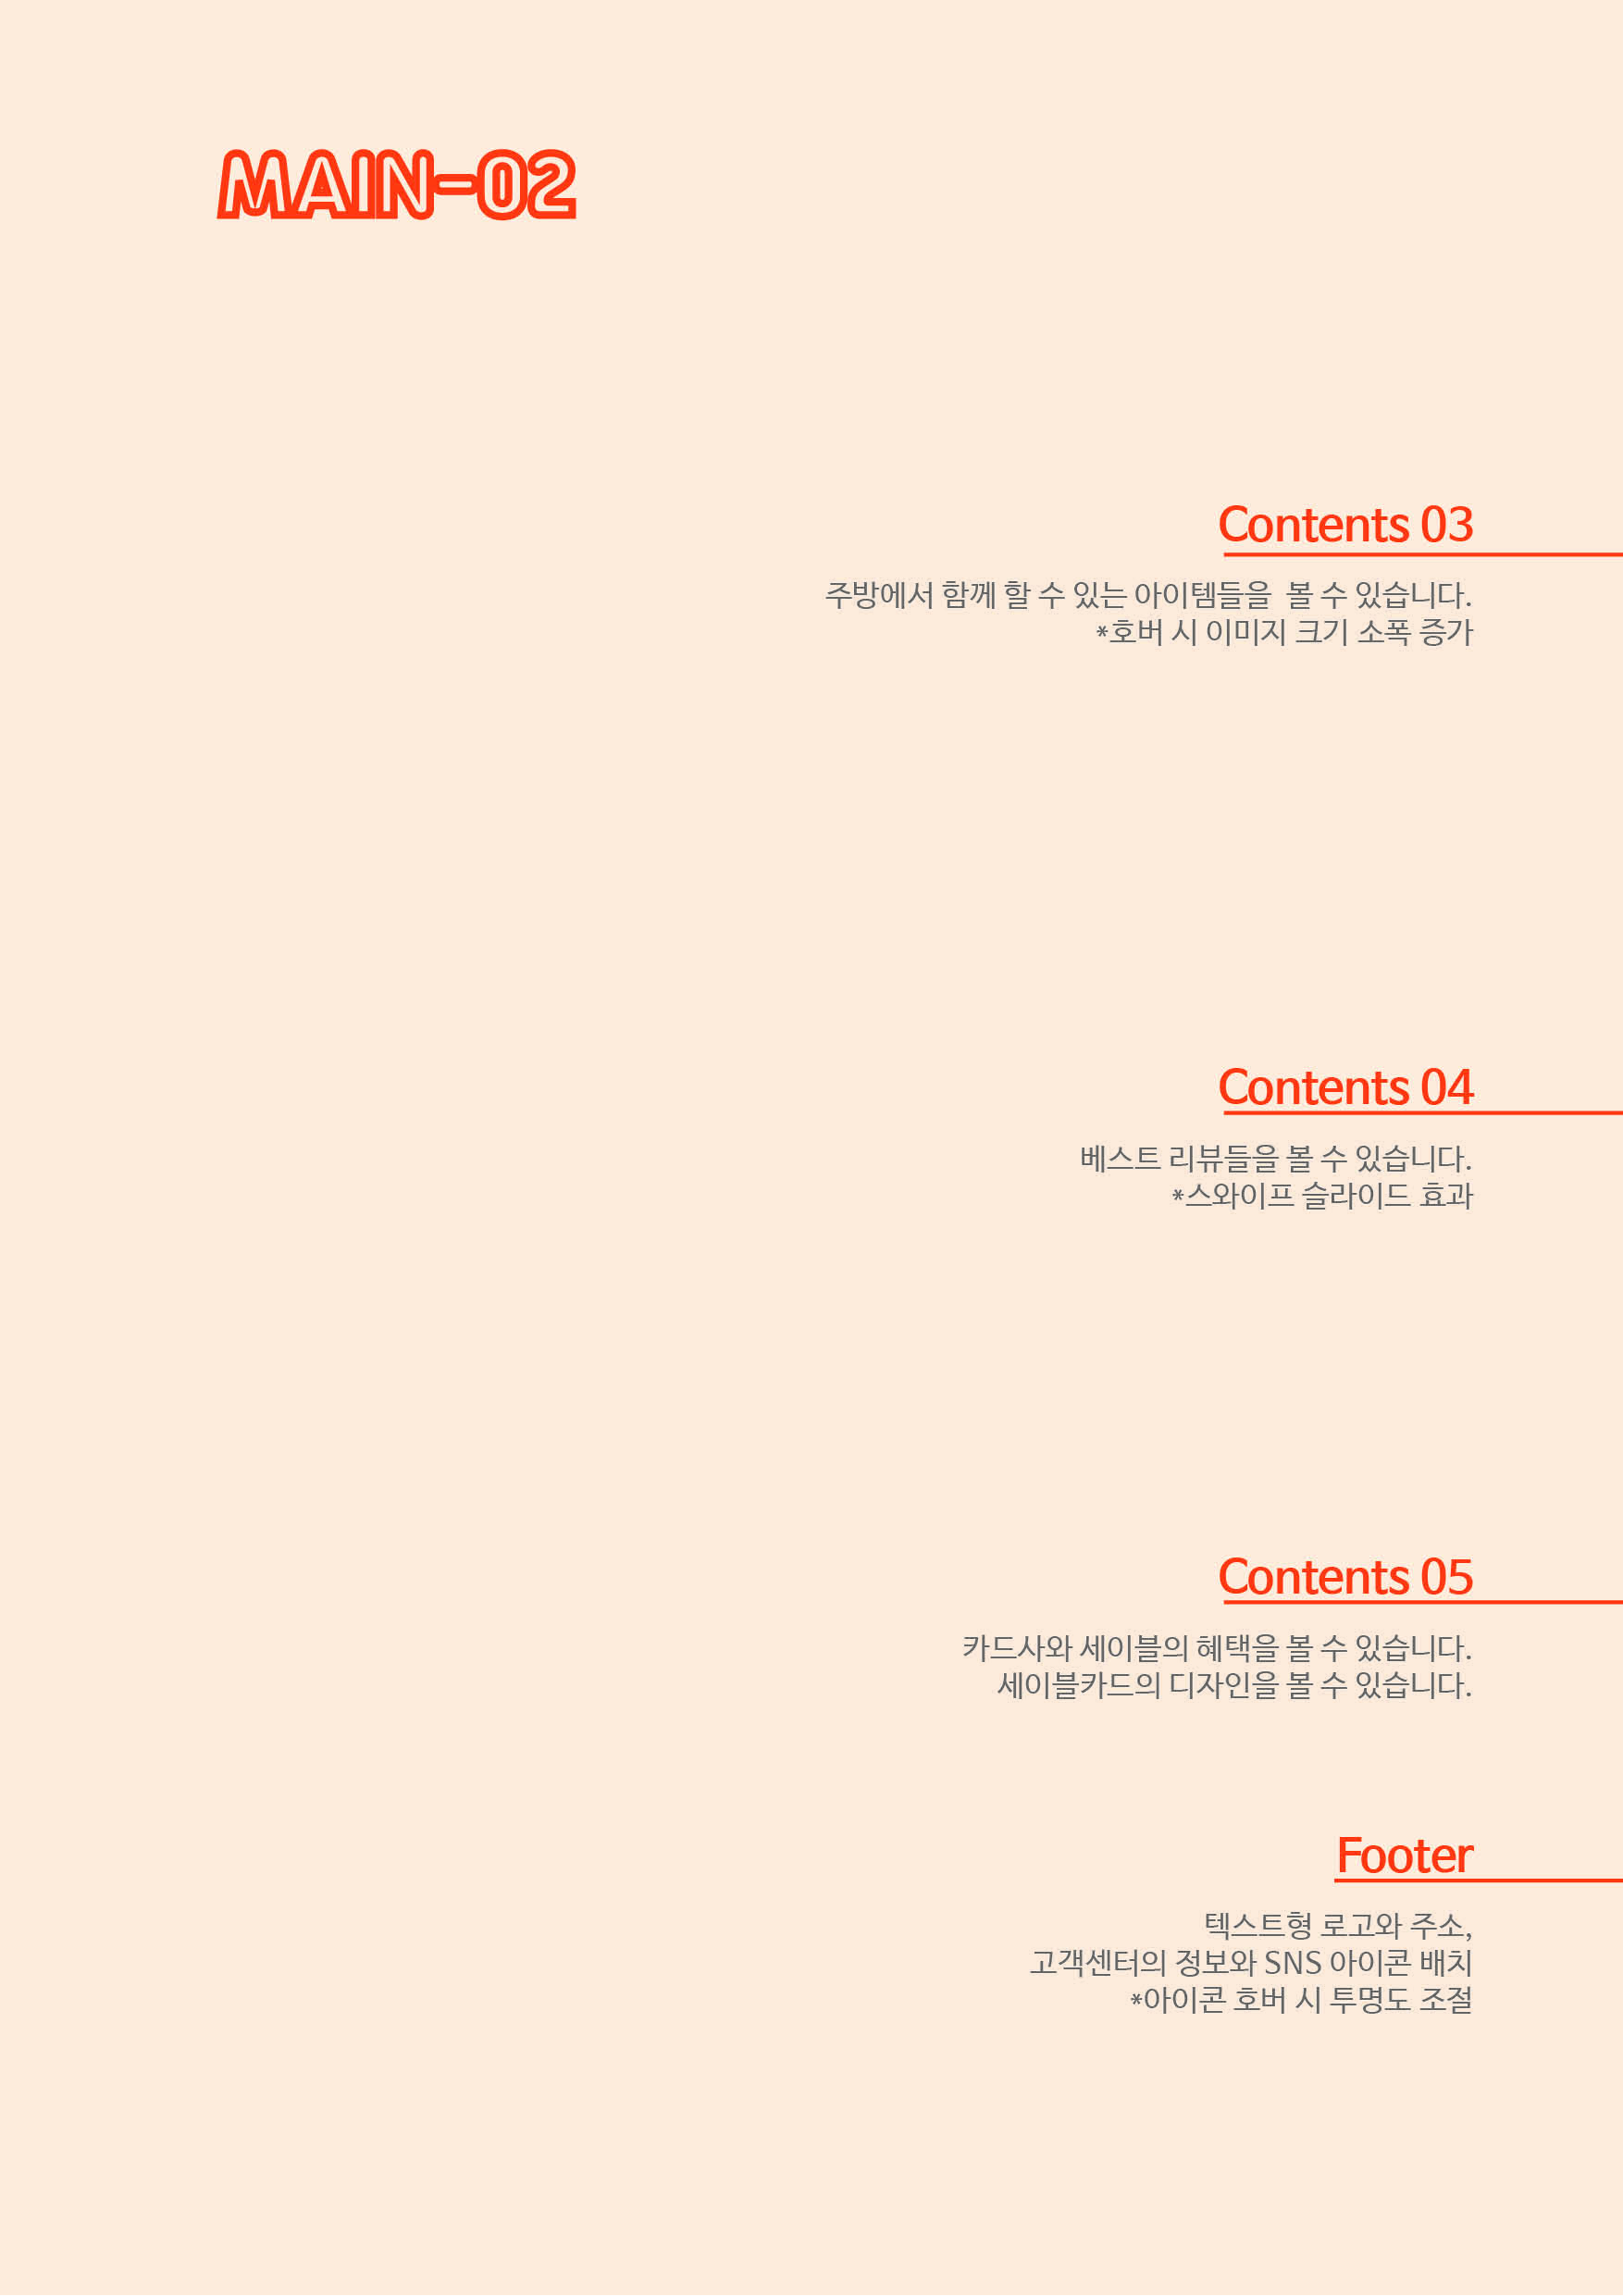 MAIN-02
Contents 03
주방에서 함께 할 수 있는 아이템들을 볼 수 있습니다.
*호버 시 이미지 크기 소폭 증가
Contents 04
베스트 리뷰들을 볼 수 있습니다.
*스와이프 슬라이드 효과
Contents 05
카드사와 세이블의 혜택을 볼 수 있습니다.
세이블카드의 디자인을 볼 수 있습니다.
Footer
텍스트형 로고와 주소,
고객센터의 정보와 SNS 아이콘 배치
*아이콘 호버 시 투명도 조절